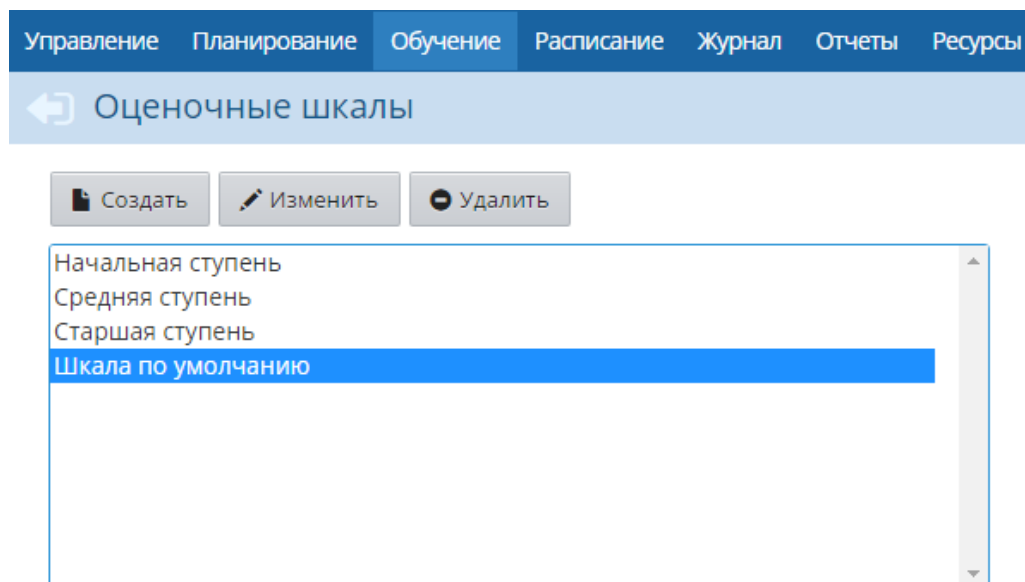 Управление Планирование Обучение Расписание Журнал Отчеты Ресурсы
Оценочные шкалы
Создать Изменить Удалить
Начальная ступень
Средняя ступень
Старшая ступень
Шкала по умолчанию